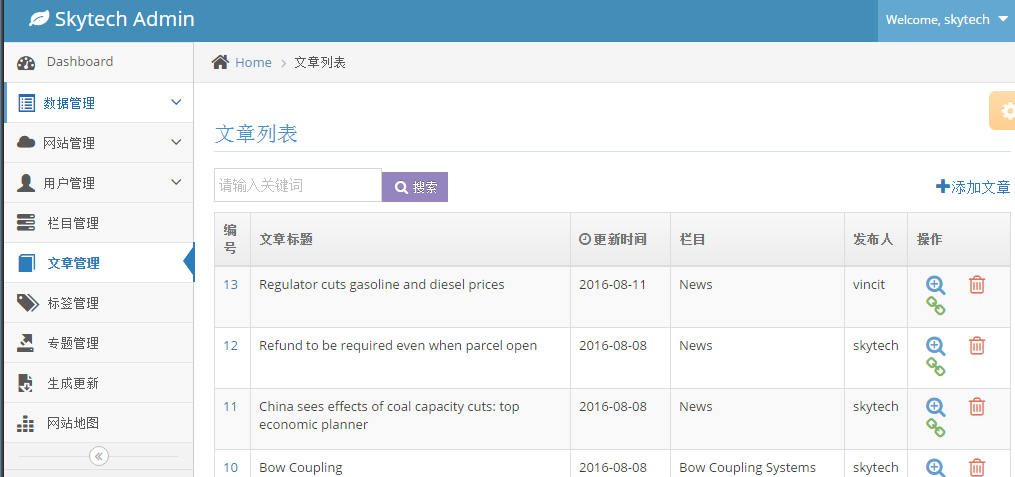 Skytech Admin
Welcome, skytech
Dashboard
数据管理
网站管理
用户管理
栏目管理
文章管理
标签管理
专题管理
生成更新
网站地图
Home 文章列表
文章列表
请输入关键词 搜索
添加文章
编号 文章标题 更新时间 栏目 发布人 操作
13 Regulator cuts gasoline and diesel prices 2016-08-11 News vincit
12 Refund to be required even when parcel open 2016-08-08 News skytech
11 China sees effects of coal capacity cuts: top 2016-08-08 News skytech
economic planner
10 Bow Coupling 2016-08-08 Bow Coupling Systems skytech